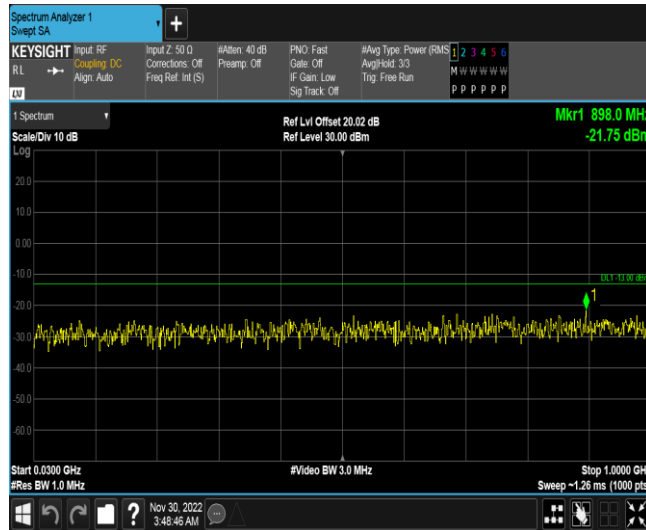 Spectrum Analyzer 1
Swept SA
+
KEYSIGHT
RL
LXI
Input: RF
Coupling: DC
Align: Auto
Input Z: 50 Ω
Corrections: Off
Freq Ref: Int (S)
#Atten: 40 dB
Preamp: Off
PNO: Fast
Gate: Off
IF Gain: Low
Sig Track: Off
#Avg Type: Power (RMS
Avg|Hold: 3/3
Trig: Free Run
1 2 3 4 5 6
M W W W W W
P P P P P P
1 Spectrum
Scale/Div 10 dB
Log
Ref Lvl Offset 20.02 dB
Ref Level 30.00 dBm
Mkr1 898.0 MHz
-21.75 dBm
20.0
10.0
0.00
-10.0
DL1 -13.00 dBm
1
-20.0
-30.0
-40.0
-50.0
-60.0
Start 0.0300 GHz
#Video BW 3.0 MHz
Stop 1.0000 GH
#Res BW 1.0 MHz
Sweep ~1.26 ms (1000 pts
?
Nov 30, 2022
3:48:46 AM